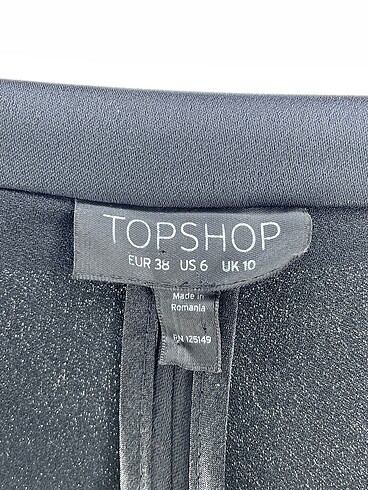 TOPSHOP
EUR 38 US 6 UK 10
Made in
Romania
RN 125149